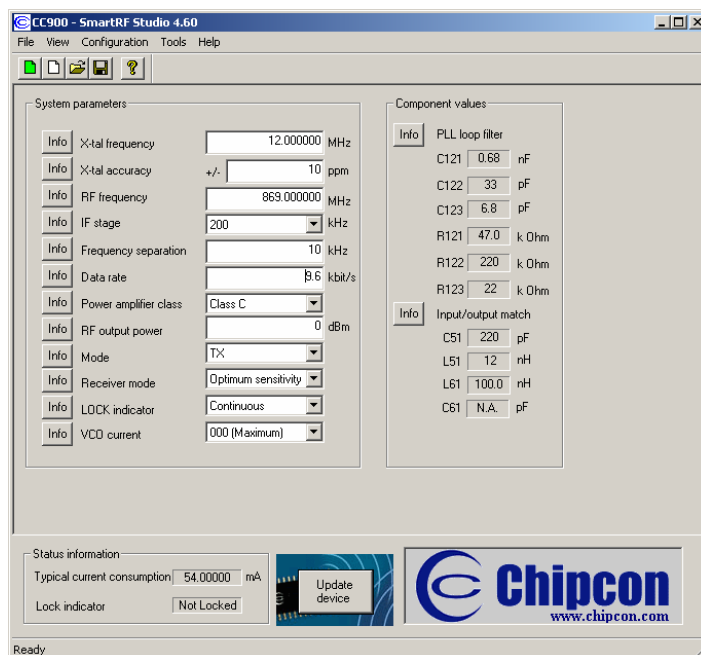 CC900 - SmartRF Studio 4.60
File View Configuration Tools Help
System parameters
Info X-tal frequency 12.000000 MHz
Info X-tal accuracy +/- 10 ppm
Info RF frequency 869.000000 MHz
Info IF stage 200 kHz
Info Frequency separation 10 kHz
Info Data rate 9.6 kbit/s
Info Power amplifier class Class C
Info RF output power 0 dBm
Info Mode TX
Info Receiver mode Optimum sensitivity
Info LOCK indicator Continuous
Info VCO current 000 (Maximum)
Component values
Info PLL loop filter
C121 0.68 nF
C122 33 pF
C123 6.8 pF
R121 47.0 k Ohm
R122 220 k Ohm
R123 22 k Ohm
Info Input/output match
C51 220 pF
L51 12 nH
L61 100.0 nH
C61 N.A. pF
Status information
Typical current consumption 54.00000 mA
Lock indicator Not Locked
Update
device
Chipcon
www.chipcon.com
Ready